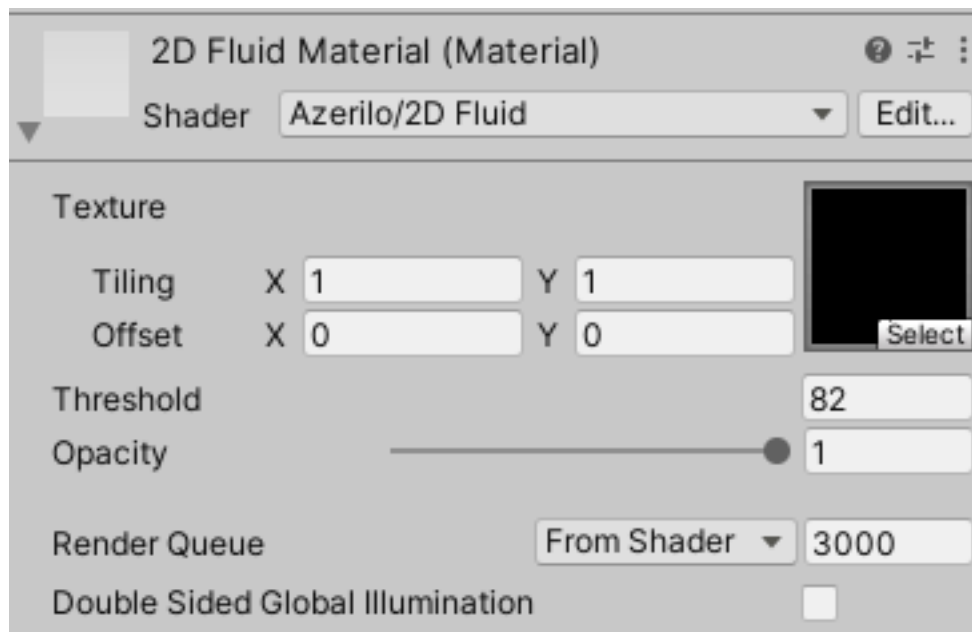 2D Fluid Material (Material)
Shader Azerilo/2D Fluid Edit...
Texture
Tiling X 1 Y 1
Select
Offset X 0 Y 0
Threshold 82
Opacity 1
Render Queue From Shader 3000
Double Sided Global Illumination